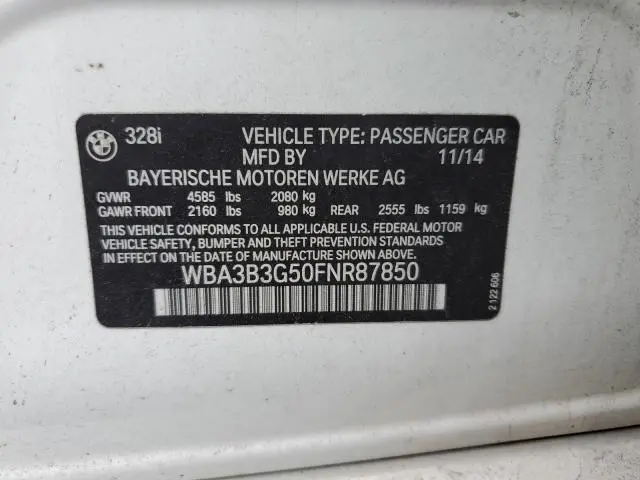 BMW 328i VEHICLE TYPE: PASSENGER CAR
MFD BY 11/14
BAYERISCHE MOTOREN WERKE AG
GVWR 4585 lbs 2080 kg
GAWR FRONT 2160 lbs 980 kg REAR 2555 lbs 1159 kg
THIS VEHICLE CONFORMS TO ALL APPLICABLE U.S. FEDERAL MOTOR
VEHICLE SAFETY, BUMPER AND THEFT PREVENTION STANDARDS
IN EFFECT ON THE DATE OF MANUFACTURE SHOWN ABOVE.
WBA3B3G50FNR87850
2 122 606